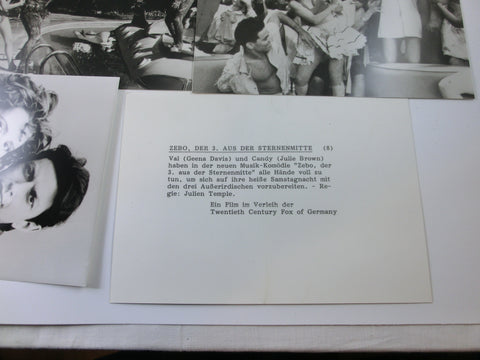 ZEBO, DER 3. AUS DER STERNENMITTE (8)
Val (Geena Davis) und Candy (Julie Brown)
haben in der neuen Musik-Komödie "Zebo, der
3. aus der Sternenmitte" alle Hände voll zu
tun, um sich auf ihre heiße Samstagnacht mit
den drei Außerirdischen vorzubereiten. - Re-
gie: Julien Temple.
Ein Film im Verleih der
Twentieth Century Fox of Germany